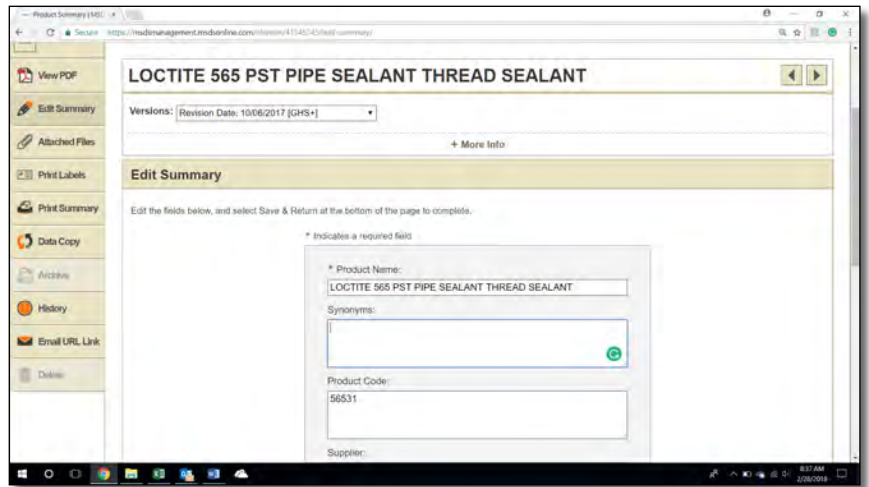 Product Summary (MSD
Secure https://msdsmanagement.msdsonline.com
View PDF
LOCTITE 565 PST PIPE SEALANT THREAD SEALANT
Edit Summary
Versions: Revision Date: 10/06/2017 [GHS+]
Attached Files
+ More Info
Print Labels
Edit Summary
Print Summary
Edit the fields below, and select Save & Return at the bottom of the page to complete.
* Indicates a required field
Data Copy
* Product Name:
Archive
LOCTITE 565 PST PIPE SEALANT THREAD SEALANT
History
Synonyms:
Email URL Link
Delete
Product Code:
56531
Supplier:
8:37 AM
2/28/2018